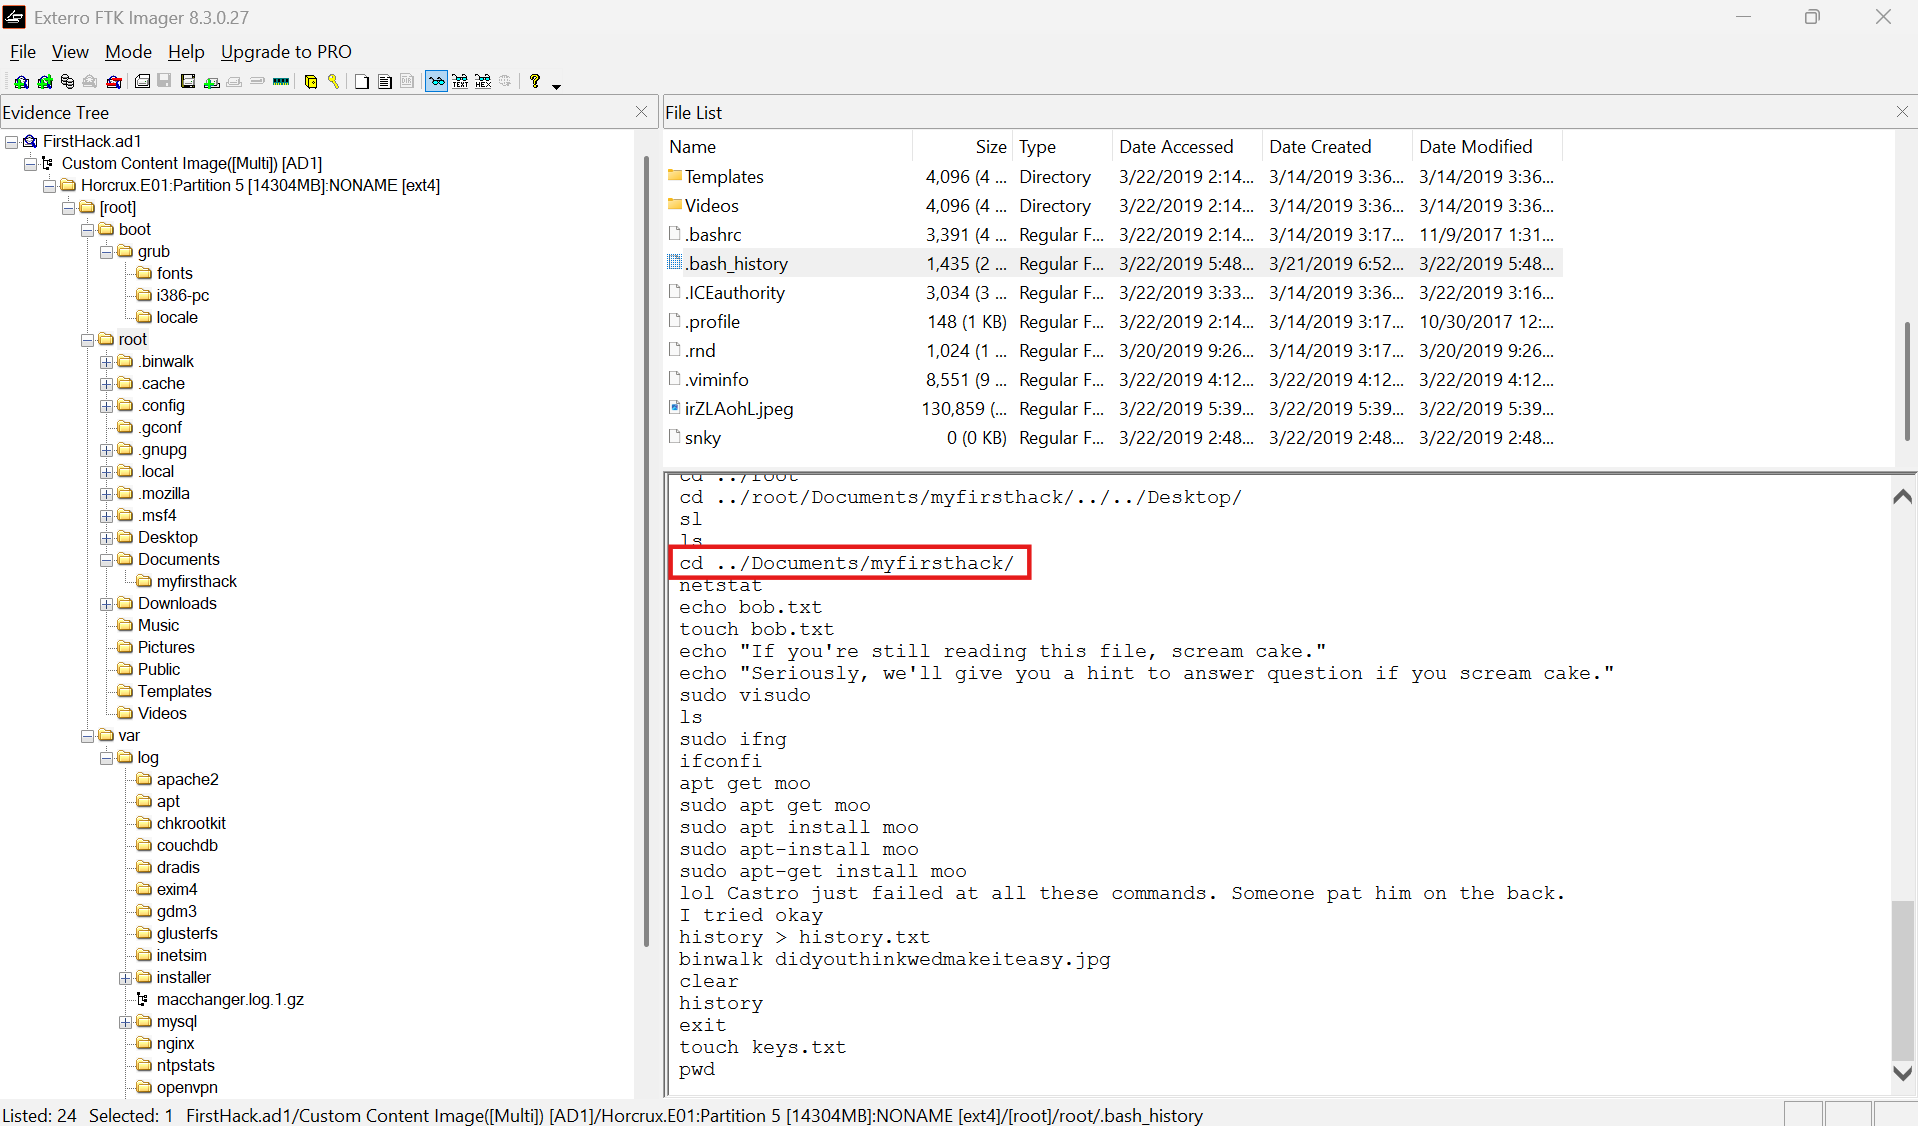 Exterro FTK Imager 8.3.0.27
File View Mode Help Upgrade to PRO
Evidence Tree
FirstHack.ad1
Custom Content Image([Multi]) [AD1]
Horcrux.E01:Partition 5 [14304MB]:NONAME [ext4]
[root]
boot
grub
fonts
i386-pc
locale
root
.binwalk
.cache
.config
.gconf
.gnupg
.local
.mozilla
.msf4
Desktop
Documents
myfirsthack
Downloads
Music
Pictures
Public
Templates
Videos
var
log
apache2
apt
chkrootkit
couchdb
dradis
exim4
gdm3
glusterfs
inetsim
installer
macchanger.log.1.gz
mysql
nginx
ntpstats
openvpn
File List
Name Size Type Date Accessed Date Created Date Modified
Templates 4,096 (4 ... Directory 3/22/2019 2:14... 3/14/2019 3:36... 3/14/2019 3:36...
Videos 4,096 (4 ... Directory 3/22/2019 2:14... 3/14/2019 3:36... 3/14/2019 3:36...
.bashrc 3,391 (4 ... Regular F... 3/22/2019 2:14... 3/14/2019 3:17... 11/9/2017 1:31...
.bash_history 1,435 (2 ... Regular F... 3/22/2019 5:48... 3/21/2019 6:52... 3/22/2019 5:48...
.ICEauthority 3,034 (3 ... Regular F... 3/22/2019 3:33... 3/14/2019 3:36... 3/22/2019 3:16...
.profile 148 (1 KB) Regular F... 3/22/2019 2:14... 3/14/2019 3:17... 10/30/2017 12:...
.rnd 1,024 (1 ... Regular F... 3/20/2019 9:26... 3/14/2019 3:17... 3/20/2019 9:26...
.viminfo 8,551 (9 ... Regular F... 3/22/2019 4:12... 3/22/2019 4:12... 3/22/2019 4:12...
irZLAohL.jpeg 130,859 (... Regular F... 3/22/2019 5:39... 3/22/2019 5:39... 3/22/2019 5:39...
snky 0 (0 KB) Regular F... 3/22/2019 2:48... 3/22/2019 2:48... 3/22/2019 2:48...
cd ../root
cd ../root/Documents/myfirsthack/../../Desktop/
sl
ls
cd ../Documents/myfirsthack/
netstat
echo bob.txt
touch bob.txt
echo "If you're still reading this file, scream cake."
echo "Seriously, we'll give you a hint to answer question if you scream cake."
sudo visudo
ls
sudo ifng
ifconfi
apt get moo
sudo apt get moo
sudo apt install moo
sudo apt-install moo
sudo apt-get install moo
lol Castro just failed at all these commands. Someone pat him on the back.
I tried okay
history > history.txt
binwalk didyouthinkwedmakeiteasy.jpg
clear
history
exit
touch keys.txt
pwd
Listed: 24 Selected: 1 FirstHack.ad1/Custom Content Image([Multi]) [AD1]/Horcrux.E01:Partition 5 [14304MB]:NONAME [ext4]/[root]/root/.bash_history